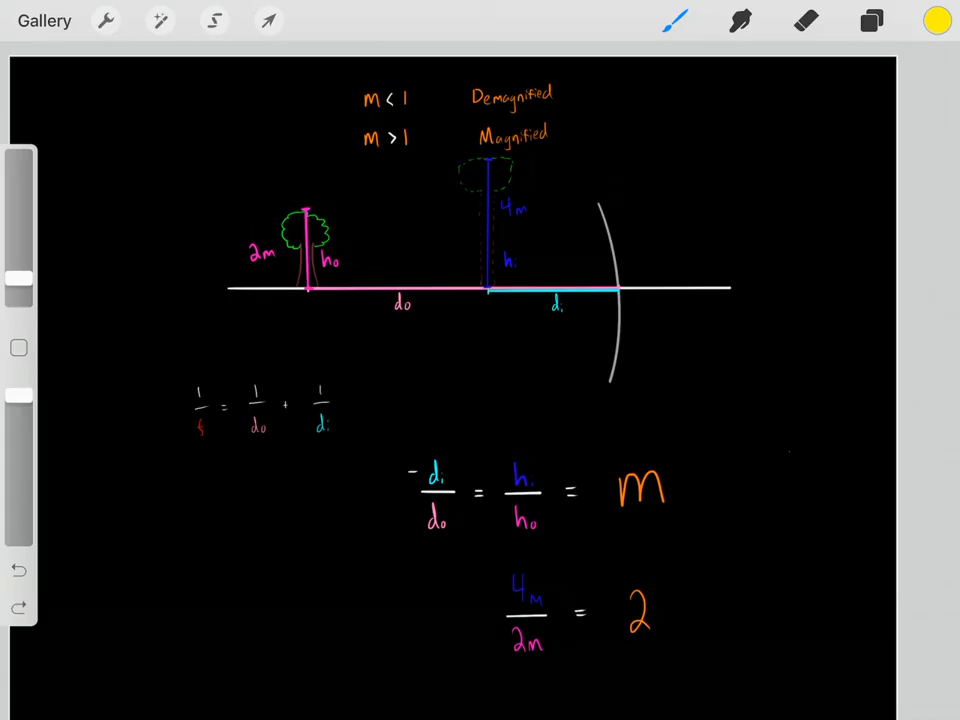 Gallery
m < 1 Demagnified
m > 1 Magnified
4m
2m ho hi
do di
1/f = 1/do + 1/di
- di/do = hi/ho = m
4m/2m = 2